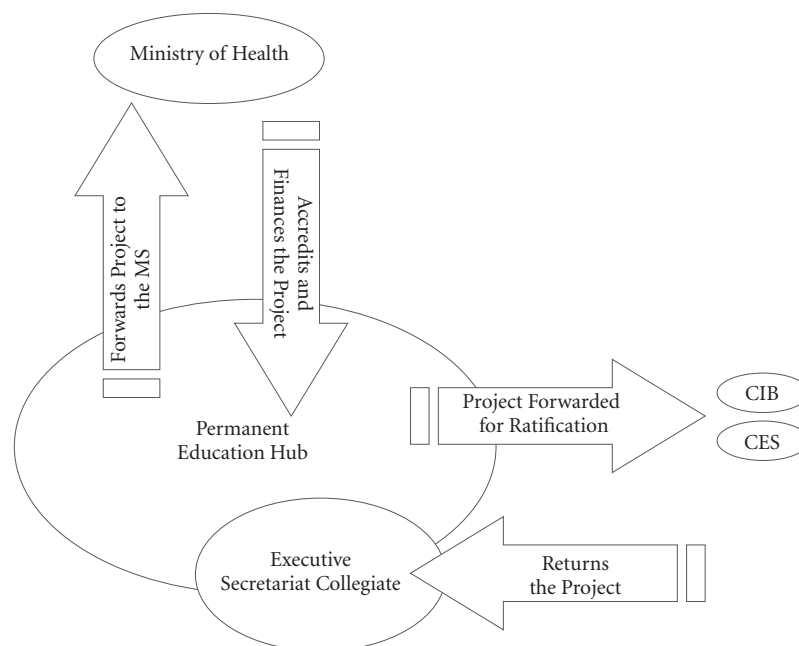 Ministry of Health
Forwards Project to
the MS
Accredits and
Finances the Project
Permanent
Education Hub
Project Forwarded
for Ratification
CIB
CES
Executive
Secretariat Collegiate
Returns
the Project